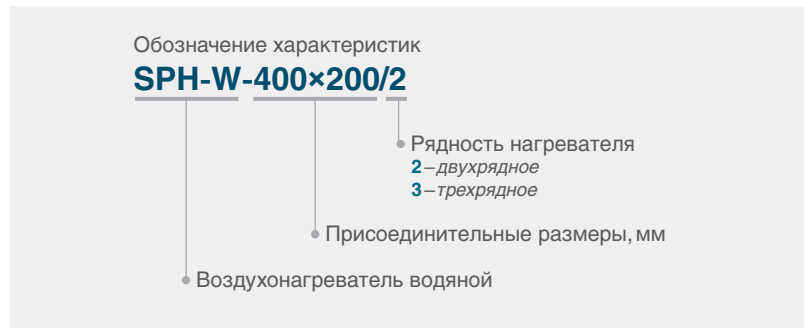 Обозначение характеристик
SPH-W-400×200/2
Рядность нагревателя
2–двухрядное
3–трехрядное
Присоединительные размеры, мм
Воздухонагреватель водяной